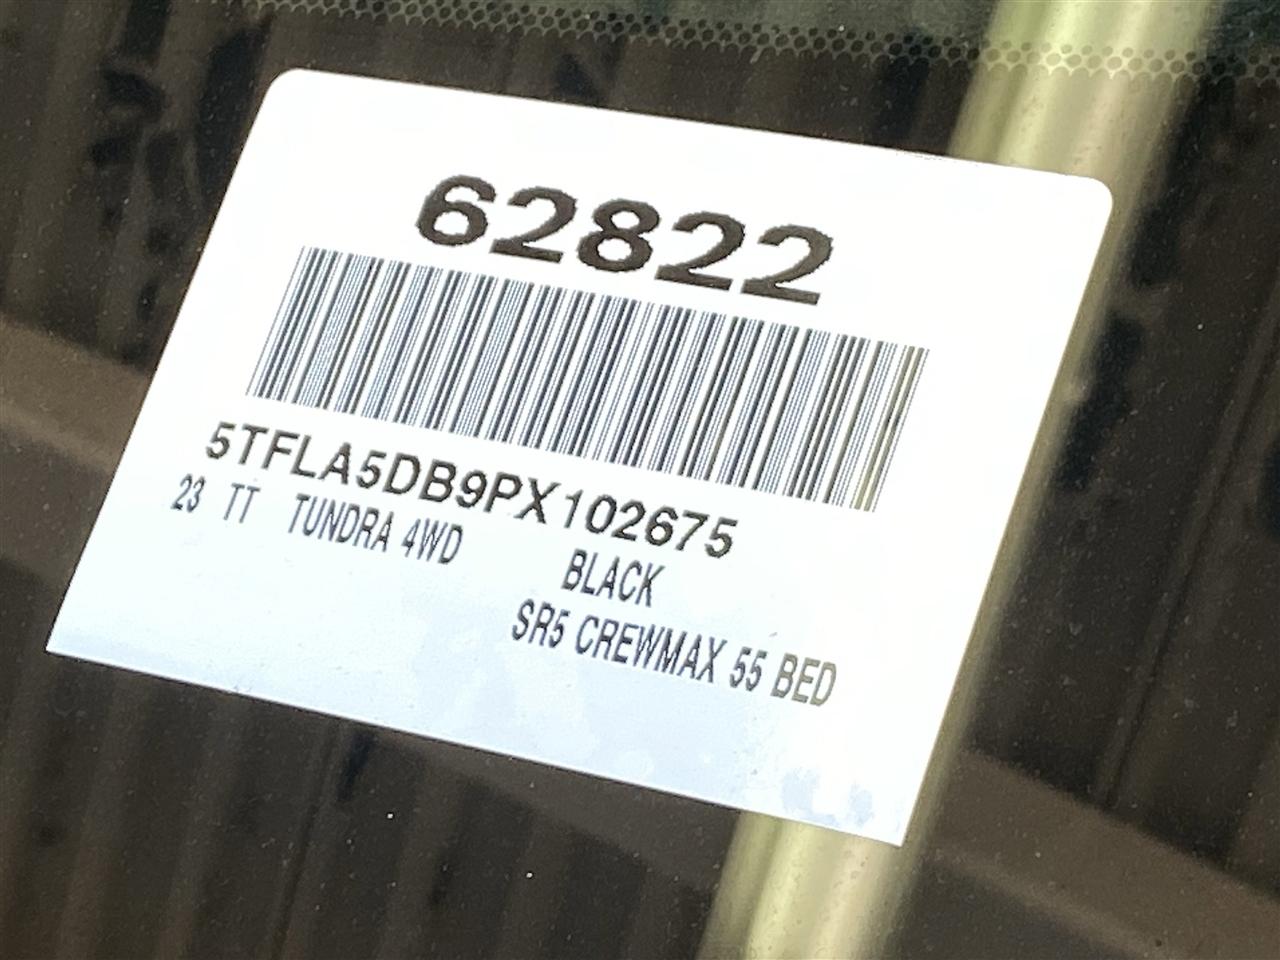 62822
5TFLA5DB9PX102675
23 TT TUNDRA 4WD BLACK
SR5 CREWMAX 55 BED